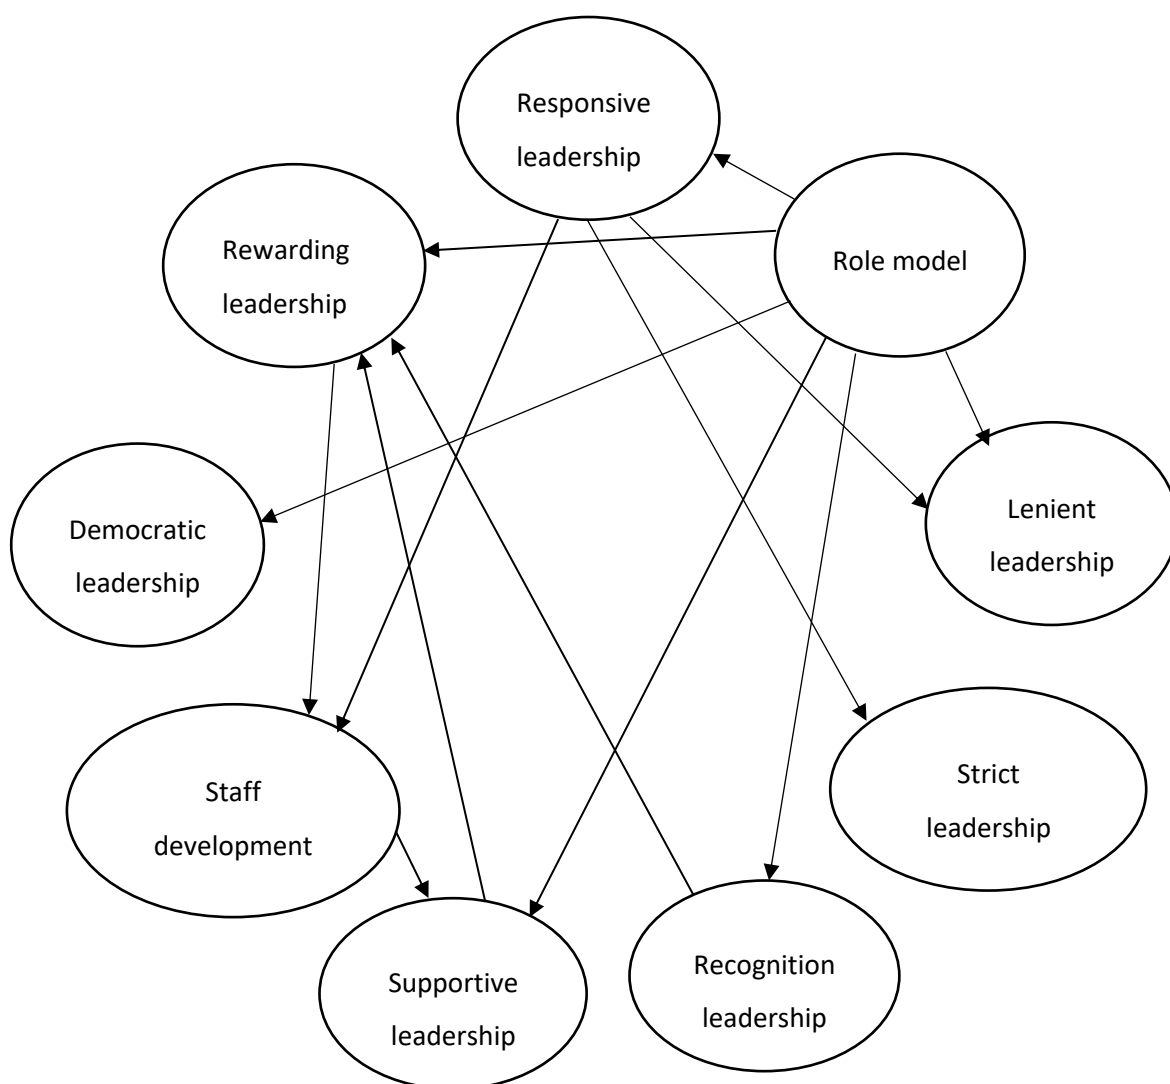 Responsive
leadership
Rewarding
leadership
Role model
Democratic
leadership
Lenient
leadership
Staff
development
Strict
leadership
Supportive
leadership
Recognition
leadership